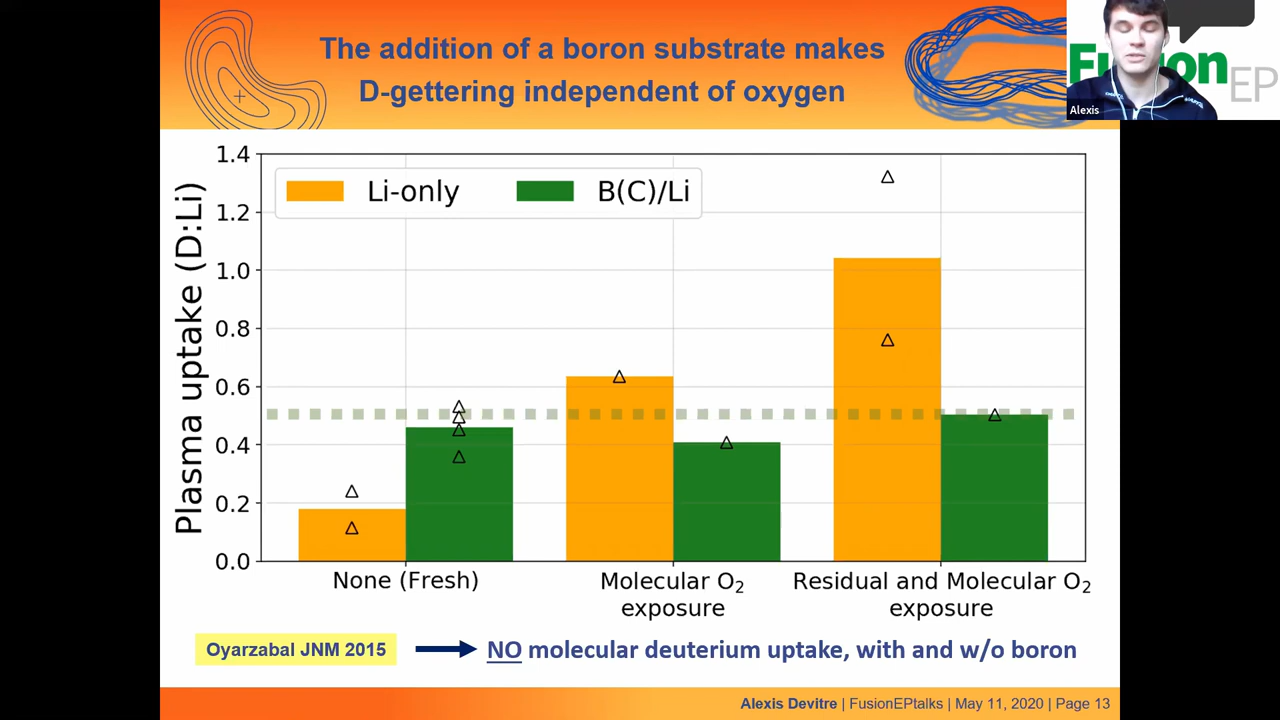 The addition of a boron substrate makes
D-gettering independent of oxygen
Fusion
EP
Alexis
Plasma uptake (D:Li)
1.4
1.2
1.0
0.8
0.6
0.4
0.2
0.0
Li-only
B(C)/Li
None (Fresh)
Molecular O₂
exposure
Residual and Molecular O₂
exposure
Oyarzabal JNM 2015
NO molecular deuterium uptake, with and w/o boron
Alexis Devitre | FusionEPtalks | May 11, 2020 | Page 13